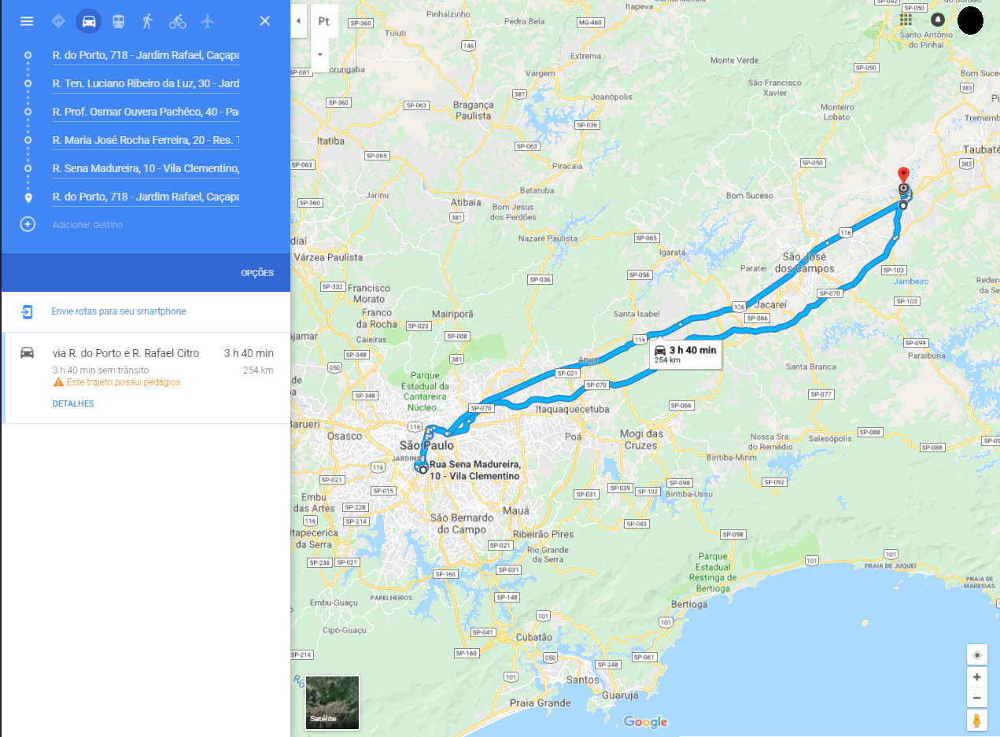 R. do Porto, 718 - Jardim Rafael, Caçapa
R. Ten. Luciano Ribeiro da Luz, 30 - Jard
R. Prof. Osmar Ouvera Pachêco, 40 - Pa
R. Maria José Rocha Ferreira, 20 - Res. T
R. Sena Madureira, 10 - Vila Clementino,
R. do Porto, 718 - Jardim Rafael, Caçapa
Adicionar destino
OPÇÕES
Envie rotas para seu smartphone
via R. do Porto e R. Rafael Citro 3 h 40 min
3 h 40 min sem trânsito 254 km
Este trajeto possui pedágios.
DETALHES
Pt
Pinhalzinho
Pedra Bela
Itapeva
SP-042
SP-050
SP-360
MG-460
Tuiuti
Santo Antônio
do Pinhal
146
Extrema
Monte Verde
SP-050
SP-081
Vargem
São Francisco
Xavier
Buen Suce
383
381
Joanópolis
SP-360
SP-063
Bragança
Paulista
Monteiro
Lobato
Trememb
SP-036
Itatiba
SP-065
SP-063
Taubaté
383
SP-063
SP-050
Piracaia
Jarinu
Batatuba
Bom Suceso
SP-360
Atibaia
Bom Jesus
dos Perdões
381
116
Nazaré Paulista
SP-065
Igaratá
São José
dos Campos
Várzea Paulista
Paratei
SP-103
SP-056
SP-036
Jambeiro
SP-332
Francisco
Morato
SP-070
SP-103
116
Jacareí
Franco
da Rocha
Mairiporã
Santa Isabel
SP-066
SP-023
SP-008
Caieiras
116
SP-099
Paraibuna
SP-348
381
3 h 40 min
254 km
Arujá
050
Santa Branca
SP-021
Parque
Estadual da
Cantareira
Núcleo...
SP-070
SP-077
SP-348
SP-066
SP-070
Itaquaquecetuba
Barueri
116
Osasco
Poá
Mogi das
Cruzes
SP-088
Nossa Sra.
do Remédio
Salesópolis
São Paulo
SP-088
JARDINS
Biritiba-Mirim
116
Rua Sena Madureira,
10 - Vila Clementino
SP-021
SP-098
SP-092
SP-039
SP-102
SP-015
SP-031
Biritiba-Ussu
Embu
das Artes
SP-228
Mauá
116
SP-214
São Bernardo
do Campo
SP-043
Itapecerica
da Serra
Ribeirão Pires
SP-098
SP-021
Rio Grande
da Serra
SP-234
SP-021
Parque
Estadual
Restinga de
Bertioga
101
101
PRAIA DE JUQUEÍ
SP-031
SP-160
PRAIA DE
MARESIAS
PARELHEIROS
SP-148
Embu-Guaçu
Bertioga
101
101
Cipó-Guaçu
SP-041
Cubatão
SP-214
SP-160
050
SP-061
SP-248
101
Santos
Guarujá
Praia Grande
Satélite
Google